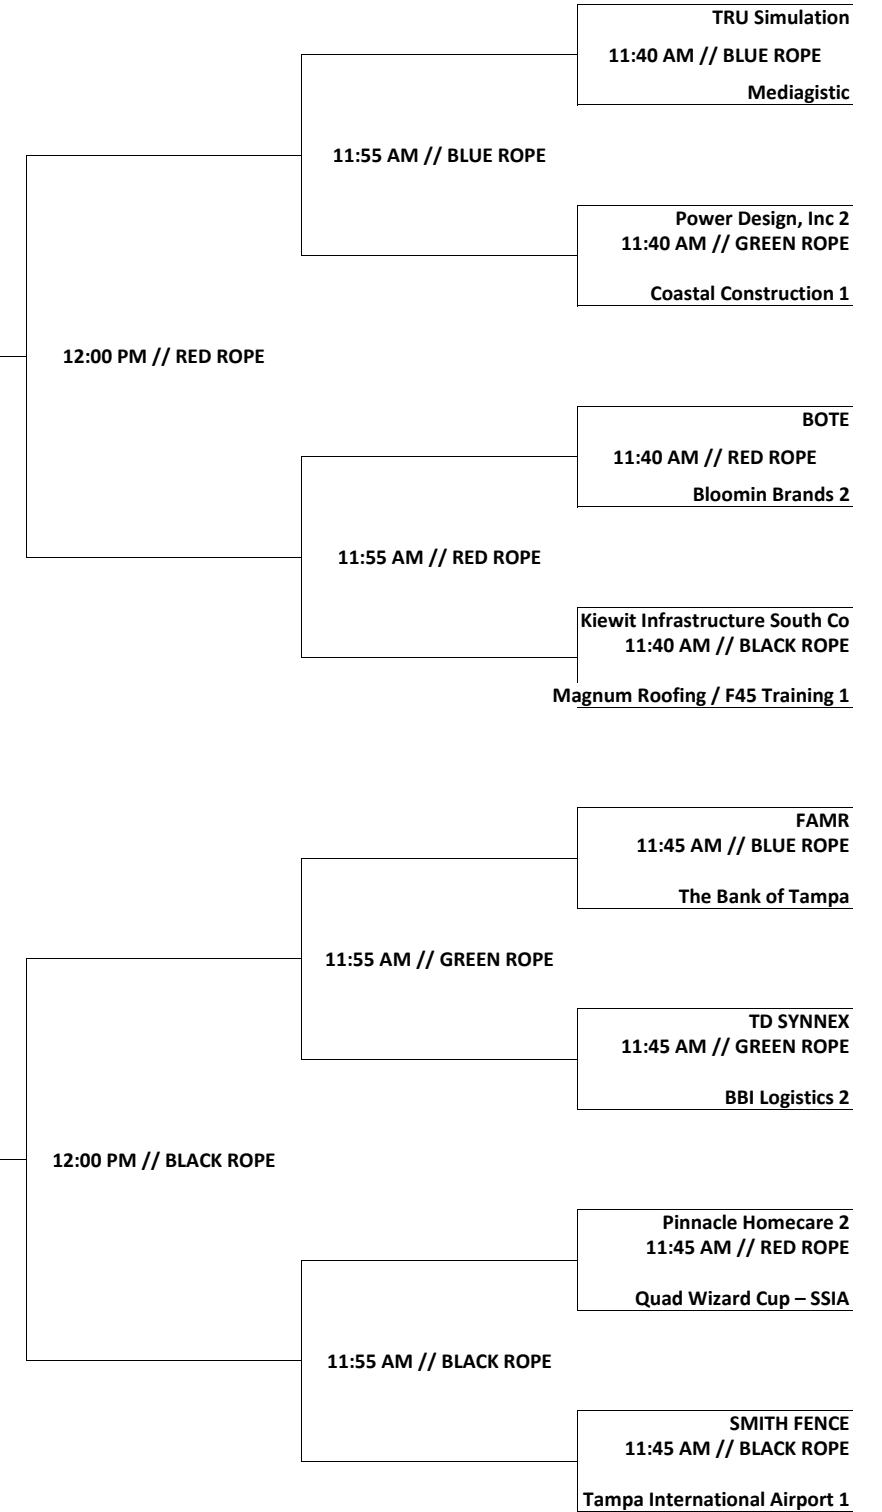 TRU Simulation
11:40 AM // BLUE ROPE
Mediagistic
11:55 AM // BLUE ROPE
Power Design, Inc 2
11:40 AM // GREEN ROPE
Coastal Construction 1
12:00 PM // RED ROPE
BOTE
11:40 AM // RED ROPE
Bloomin Brands 2
11:55 AM // RED ROPE
Kiewit Infrastructure South Co
11:40 AM // BLACK ROPE
Magnum Roofing / F45 Training 1
FAMR
11:45 AM // BLUE ROPE
The Bank of Tampa
11:55 AM // GREEN ROPE
TD SYNNEX
11:45 AM // GREEN ROPE
BBI Logistics 2
12:00 PM // BLACK ROPE
Pinnacle Homecare 2
11:45 AM // RED ROPE
Quad Wizard Cup – SSIA
11:55 AM // BLACK ROPE
SMITH FENCE
11:45 AM // BLACK ROPE
Tampa International Airport 1